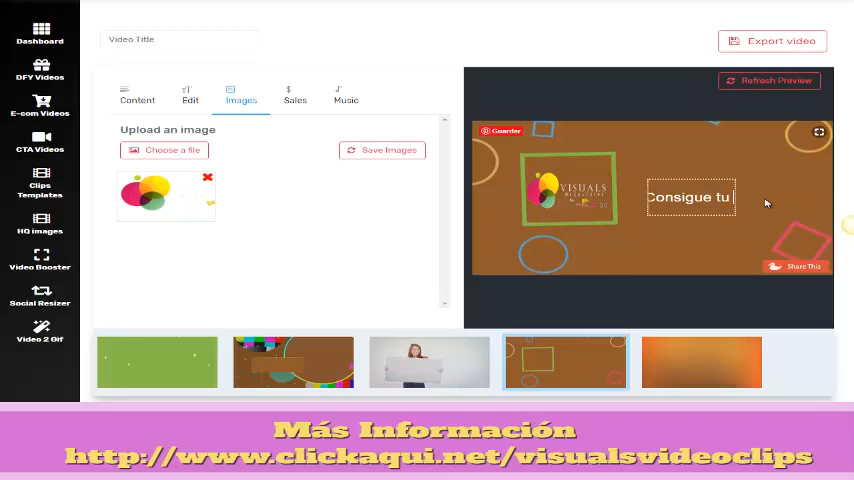 Video Title
Export video
Dashboard
DFY Videos
E-com Videos
CTA Videos
Clips
Templates
HQ images
Video Booster
Social Resizer
Video 2 Gif
Content
Edit
Images
Sales
Music
Upload an image
Choose a file
Save Images
Refresh Preview
Guardar
VISUALS
Consigue tu
Share This
Más Información
http://www.clickaqui.net/visualsvideoclips